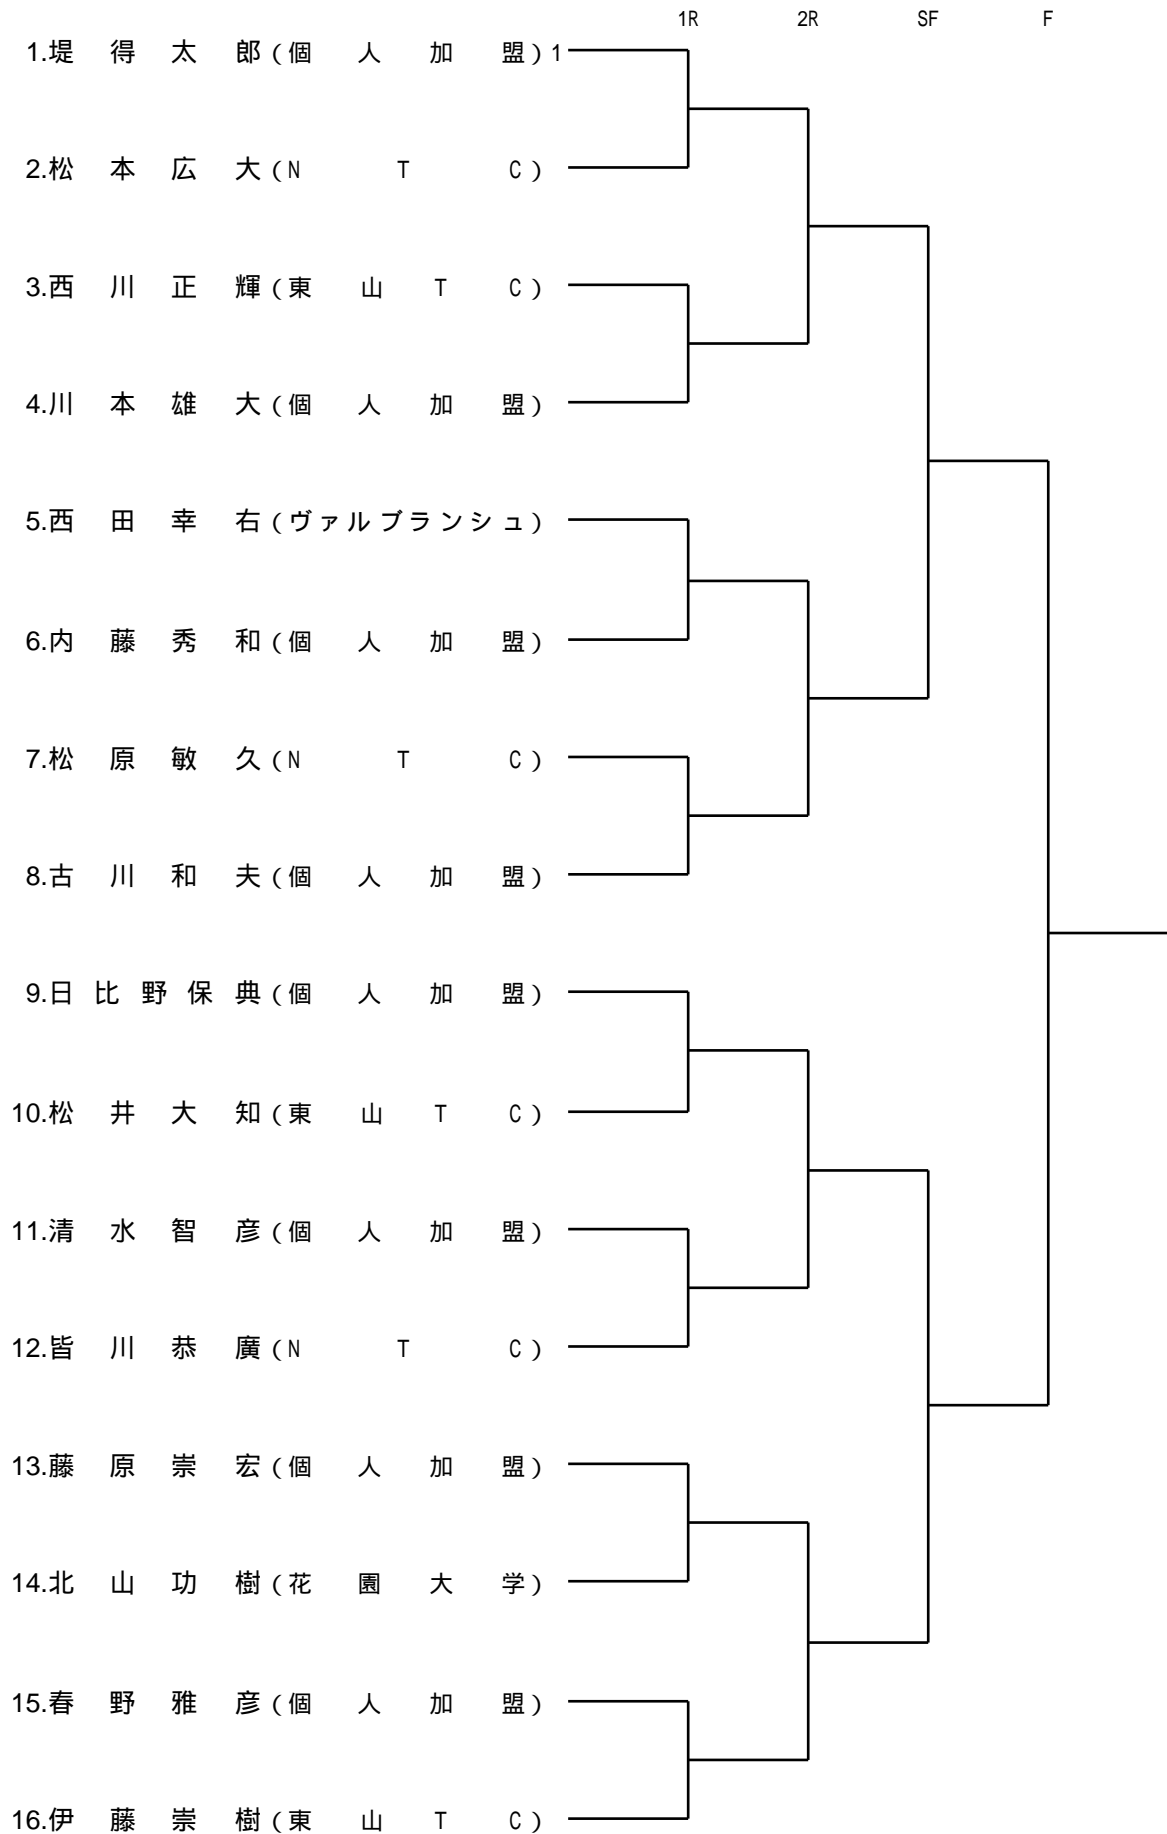 1R 2R SF F
1.堤 得 太 郎(個 人 加 盟)1
2.松 本 広 大(N T C)
3.西 川 正 輝(東 山 T C)
4.川 本 雄 大(個 人 加 盟)
5.西 田 幸 右(ヴァルブランシュ)
6.内 藤 秀 和(個 人 加 盟)
7.松 原 敏 久(N T C)
8.古 川 和 夫(個 人 加 盟)
9.日 比 野 保 典(個 人 加 盟)
10.松 井 大 知(東 山 T C)
11.清 水 智 彦(個 人 加 盟)
12.皆 川 恭 廣(N T C)
13.藤 原 崇 宏(個 人 加 盟)
14.北 山 功 樹(花 園 大 学)
15.春 野 雅 彦(個 人 加 盟)
16.伊 藤 崇 樹(東 山 T C)